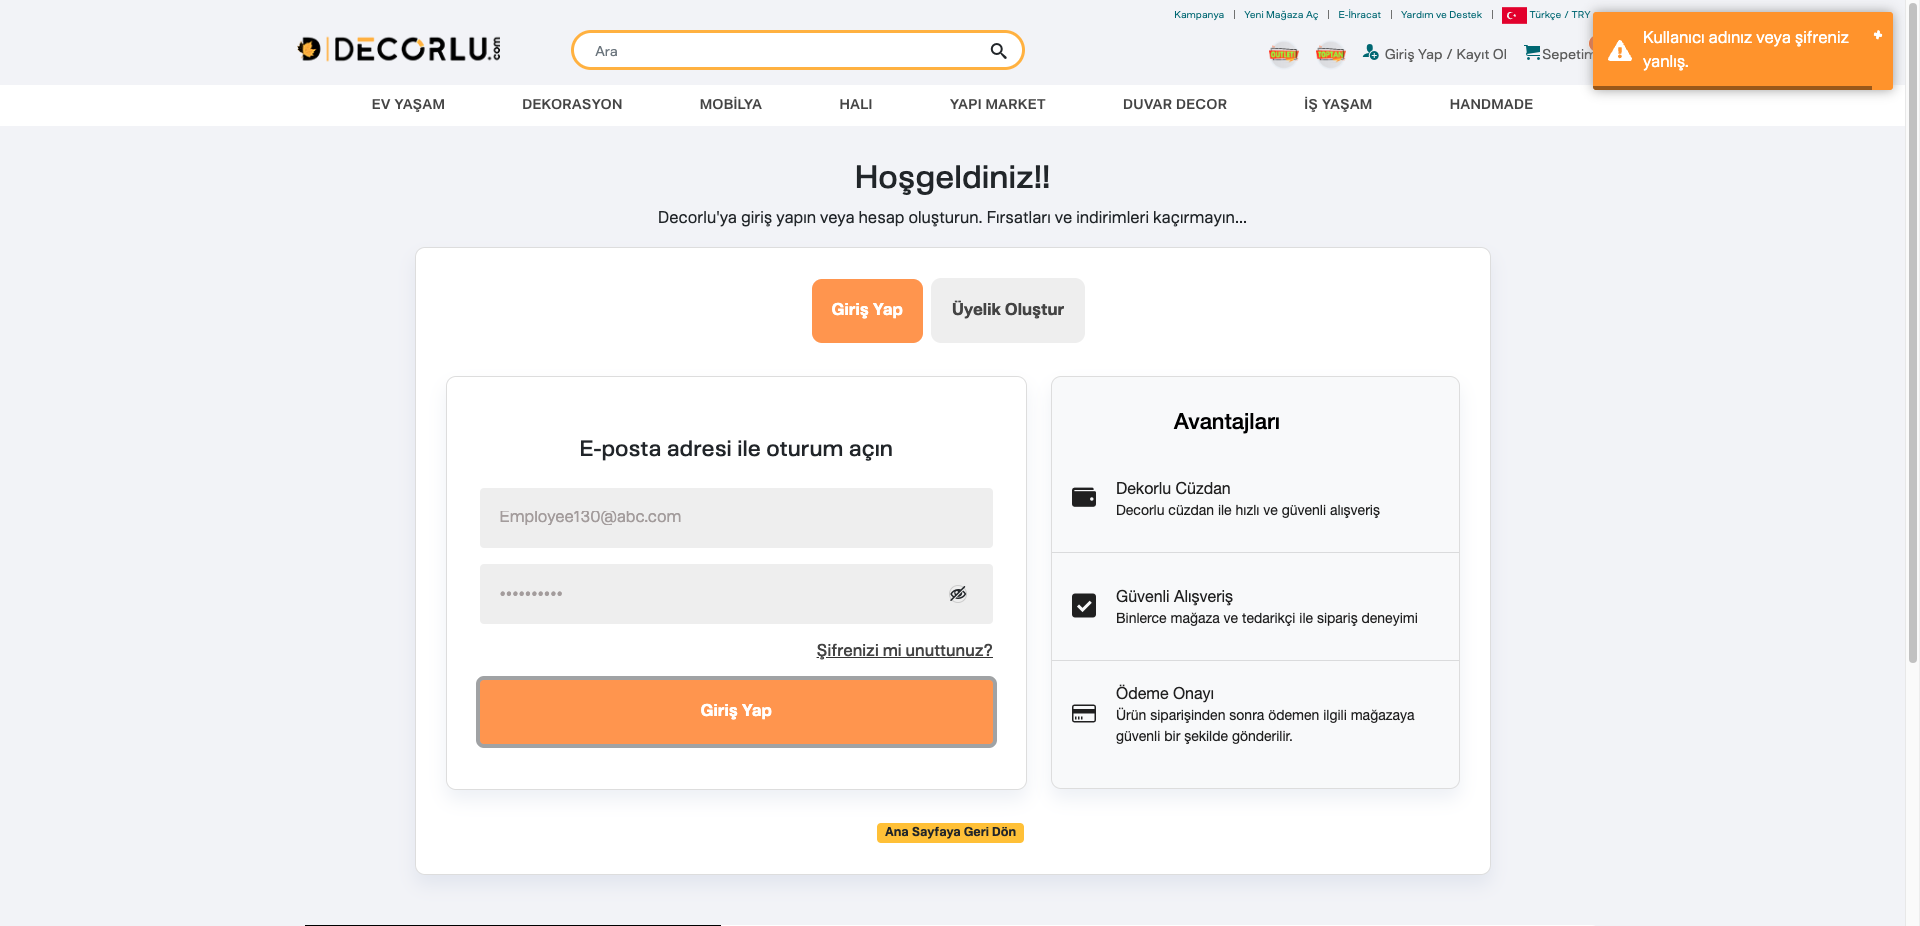 Kampanya | Yeni Mağaza Aç | E-İhracat | Yardım ve Destek | Türkçe / TRY
DECORLU.com
Ara
OUTLET
TOPTAN
Giriş Yap / Kayıt Ol
Sepetim
Kullanıcı adınız veya şifreniz
yanlış.
EV YAŞAM DEKORASYON MOBİLYA HALI YAPI MARKET DUVAR DECOR İŞ YAŞAM HANDMADE
Hoşgeldiniz!!
Decorlu'ya giriş yapın veya hesap oluşturun. Fırsatları ve indirimleri kaçırmayın...
Giriş Yap
Üyelik Oluştur
E-posta adresi ile oturum açın
Employee130@abc.com
••••••••••
Şifrenizi mi unuttunuz?
Giriş Yap
Avantajları
Dekorlu Cüzdan
Decorlu cüzdan ile hızlı ve güvenli alışveriş
Güvenli Alışveriş
Binlerce mağaza ve tedarikçi ile sipariş deneyimi
Ödeme Onayı
Ürün siparişinden sonra ödemen ilgili mağazaya
güvenli bir şekilde gönderilir.
Ana Sayfaya Geri Dön